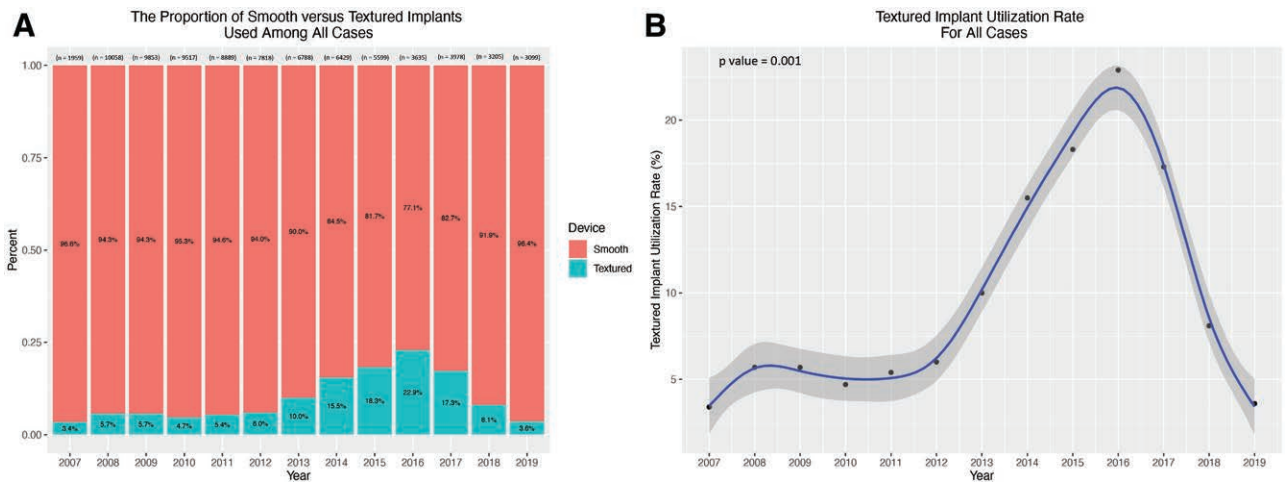 A
The Proportion of Smooth versus Textured Implants
Used Among All Cases
(n = 1959) (n = 10058) (n = 9853) (n = 9517) (n = 8889) (n = 7818) (n = 6788) (n = 6429) (n = 5599) (n = 3635) (n = 3978) (n = 3205) (n = 3099)
1.00
0.75
0.50
0.25
0.00
Percent
96.6% 94.3% 94.3% 95.3% 94.6% 94.0% 90.0% 84.5% 81.7% 77.1% 82.7% 91.9% 96.4%
3.4% 5.7% 5.7% 4.7% 5.4% 6.0% 10.0% 15.5% 18.3% 22.9% 17.3% 8.1% 3.6%
2007 2008 2009 2010 2011 2012 2013 2014 2015 2016 2017 2018 2019
Year
Device
Smooth
Textured
B
Textured Implant Utilization Rate
For All Cases
p value = 0.001
20
15
10
5
Textured Implant Utilization Rate (%)
2007 2008 2009 2010 2011 2012 2013 2014 2015 2016 2017 2018 2019
Year